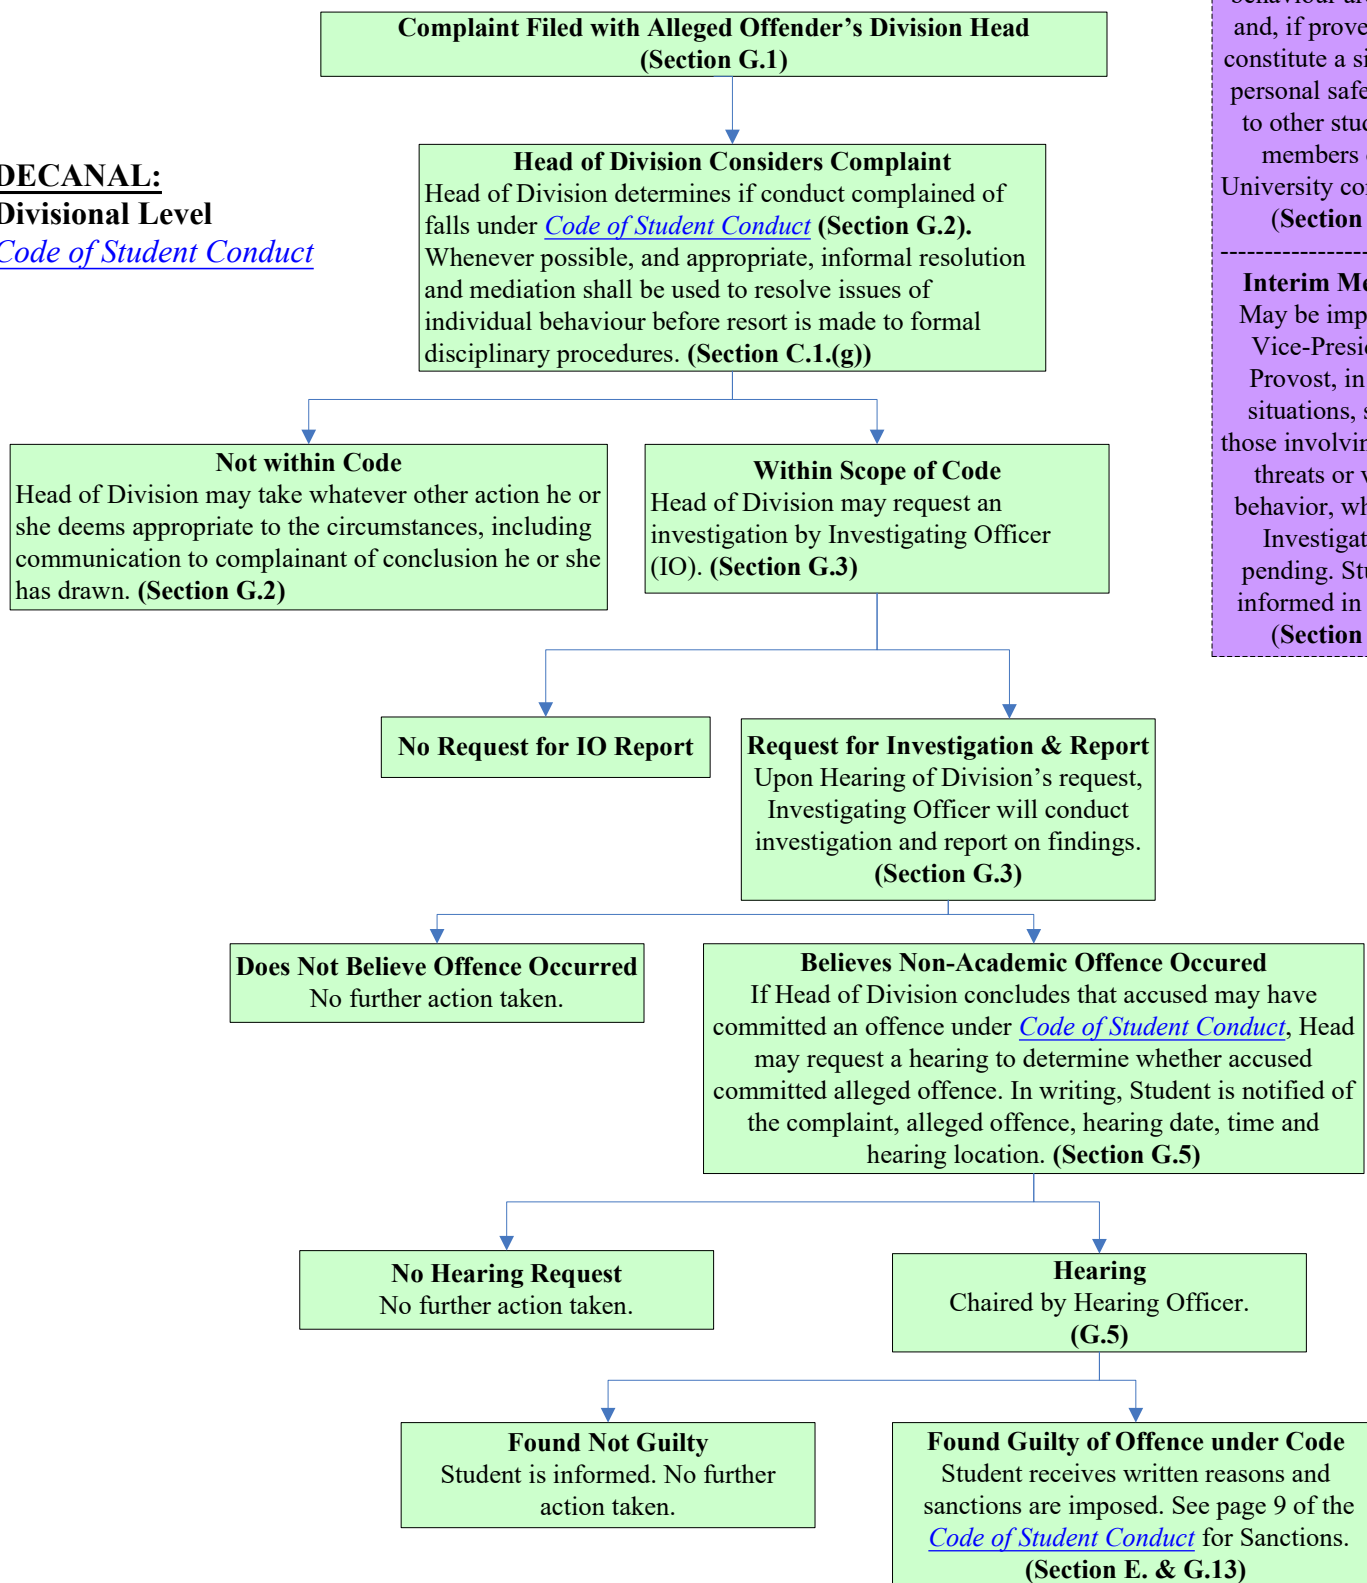 Complaint Filed with Alleged Offender’s Division Head
(Section G.1)
DECANAL:
Divisional Level
Code of Student Conduct
Head of Division Considers Complaint
Head of Division determines if conduct complained of
falls under Code of Student Conduct (Section G.2).
Whenever possible, and appropriate, informal resolution
and mediation shall be used to resolve issues of
individual behaviour before resort is made to formal
disciplinary procedures. (Section C.1.(g))
and, if prove
constitute a si
personal safe
to other stud
members
University co
(Section
Interim Me
May be imp
Vice-Presid
Provost, in
situations, s
those involvin
threats or v
behavior, wh
Investigat
pending. Stu
informed in
(Section
Not within Code
Head of Division may take whatever other action he or
she deems appropriate to the circumstances, including
communication to complainant of conclusion he or she
has drawn. (Section G.2)
Within Scope of Code
Head of Division may request an
investigation by Investigating Officer
(IO). (Section G.3)
No Request for IO Report
Request for Investigation & Report
Upon Hearing of Division’s request,
Investigating Officer will conduct
investigation and report on findings.
(Section G.3)
Does Not Believe Offence Occurred
No further action taken.
Believes Non-Academic Offence Occured
If Head of Division concludes that accused may have
committed an offence under Code of Student Conduct, Head
may request a hearing to determine whether accused
committed alleged offence. In writing, Student is notified of
the complaint, alleged offence, hearing date, time and
hearing location. (Section G.5)
No Hearing Request
No further action taken.
Hearing
Chaired by Hearing Officer.
(G.5)
Found Not Guilty
Student is informed. No further
action taken.
Found Guilty of Offence under Code
Student receives written reasons and
sanctions are imposed. See page 9 of the
Code of Student Conduct for Sanctions.
(Section E. & G.13)